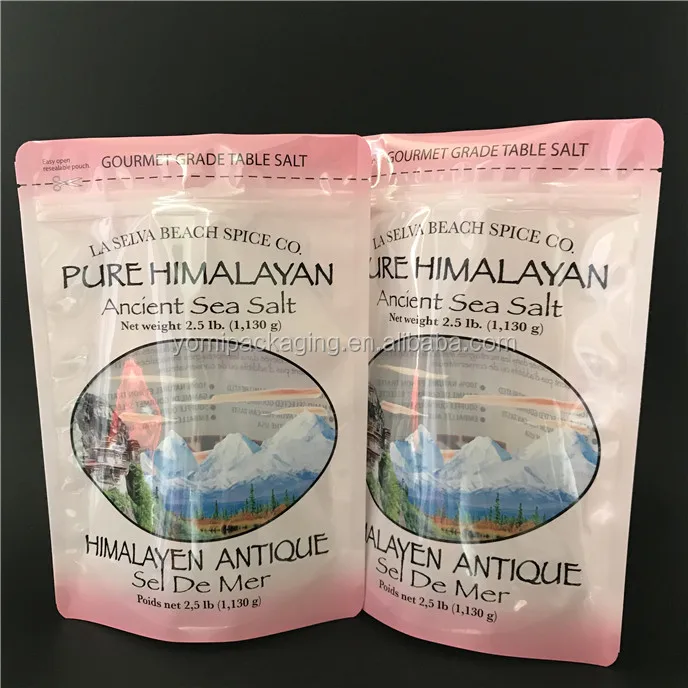 Easy open
resealable pouch.
GOURMET GRADE TABLE SALT
LA SELVA BEACH SPICE CO.
PURE HIMALAYAN
Ancient Sea Salt
Net weight 2.5 lb. (1,130 g)
HIMALAYEN ANTIQUE
Sel De Mer
Poids net 2,5 lb (1,130 g)
GOURMET GRADE TABLE SALT
LA SELVA BEACH SPICE CO.
URE HIMALAYAN
Ancient Sea Salt
Net weight 2.5 lb. (1,130 g)
ALAYEN ANTIQUE
Sel De Mer
Poids net 2,5 lb (1,130 g)
yomipackaging.en.alibaba.com